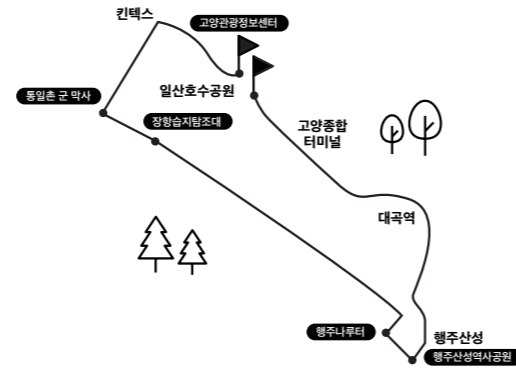 킨텍스
고양관광정보센터
일산호수공원
통일촌 군 막사
장항습지탐조대
고양종합
터미널
대곡역
행주나루터
행주산성
행주산성역사공원